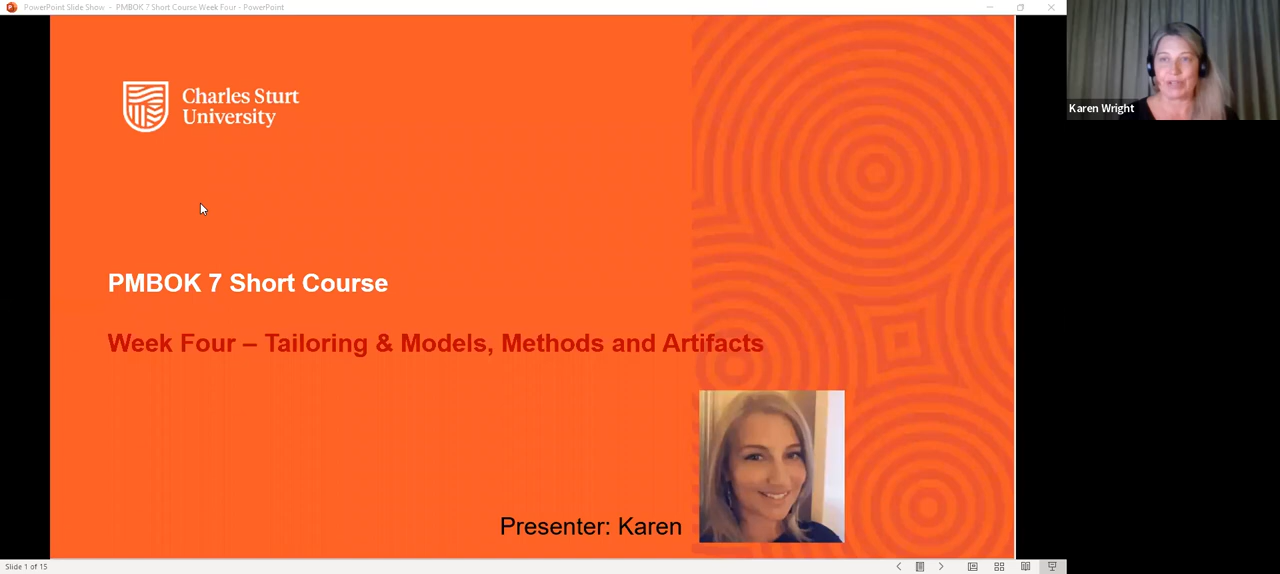 PowerPoint Slide Show - PMBOK 7 Short Course Week Four - PowerPoint
Charles Sturt
University
Karen Wright
PMBOK 7 Short Course
Week Four – Tailoring & Models, Methods and Artifacts
Presenter: Karen
Slide 1 of 15